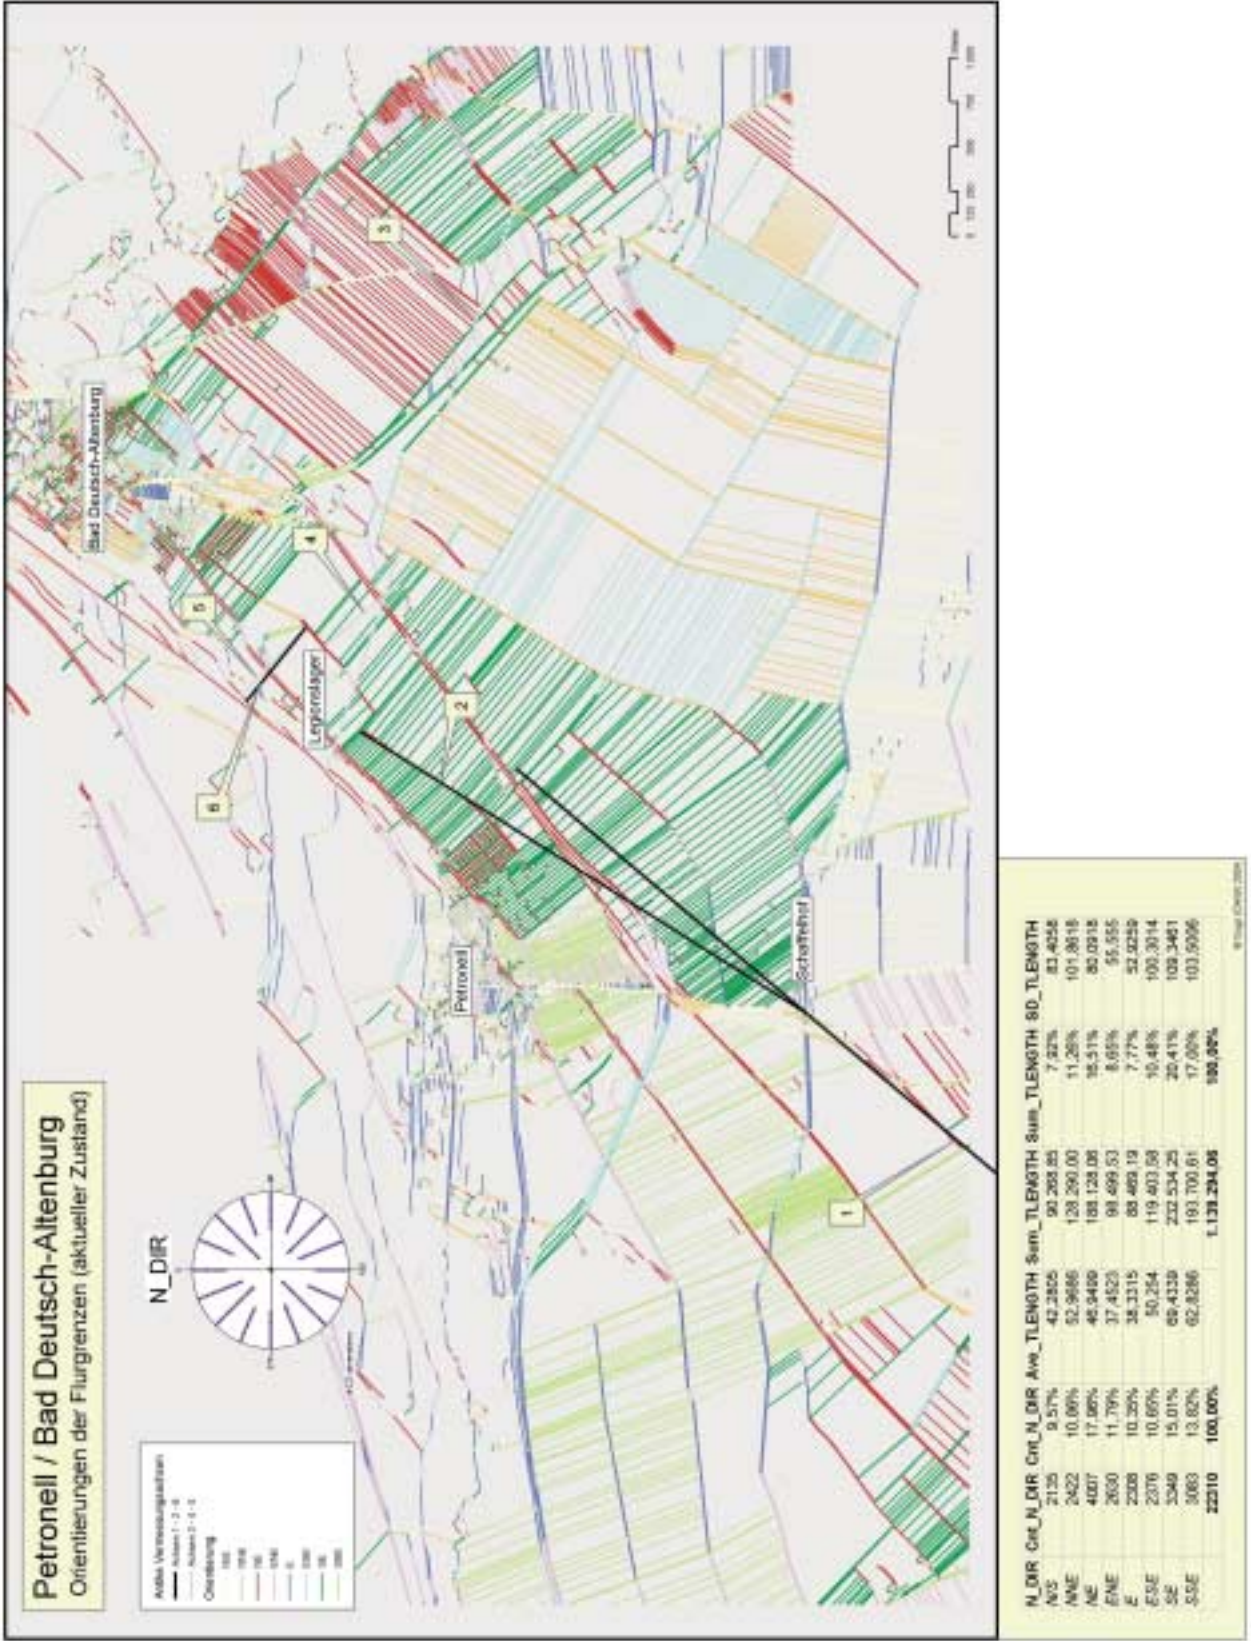 Petronell / Bad Deutsch-Altenburg
Orientierungen der Flurgrenzen (aktueller Zustand)
N_DIR
Antike Vermessungsachsen
Orientierung
Bad Deutsch-Altenburg
Legionslager
Petronell
Schaffelhof
1
2
3
4
5
6
N_DIR Cnt_N_DIR Cnt_N_DIR Ave_TLENGTH Sum_TLENGTH Sum_TLENGTH SD_TLENGTH
N/S 2135 9,57% 42.2805 90.268,85 7,92% 83,4058
NNE 2422 10,86% 52.9686 128.290,00 11,26% 101,8618
NE 4007 17,96% 46.9499 188.128,06 16,51% 80,0918
ENE 2630 11,79% 37.4523 98.499,53 8,65% 55,555
E 2308 10,35% 38.3315 88.469,19 7,77% 52,9259
ESE 2376 10,65% 50,254 119.403,58 10,48% 100,3014
SE 3349 15,01% 69.4339 232.534,25 20,41% 109,3461
SSE 3083 13,82% 62.8286 193.700,61 17,00% 103,5096
22310 100,00% 1.139.294,06 100,00%